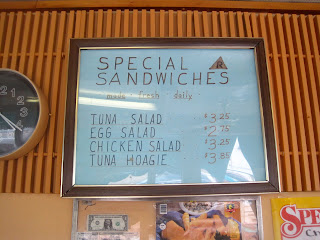 SPECIAL
SANDWICHES
made · fresh · daily ·
TUNA SALAD $3.25
EGG SALAD $2.75
CHICKEN SALAD $3.25
TUNA HOAGIE $3.35